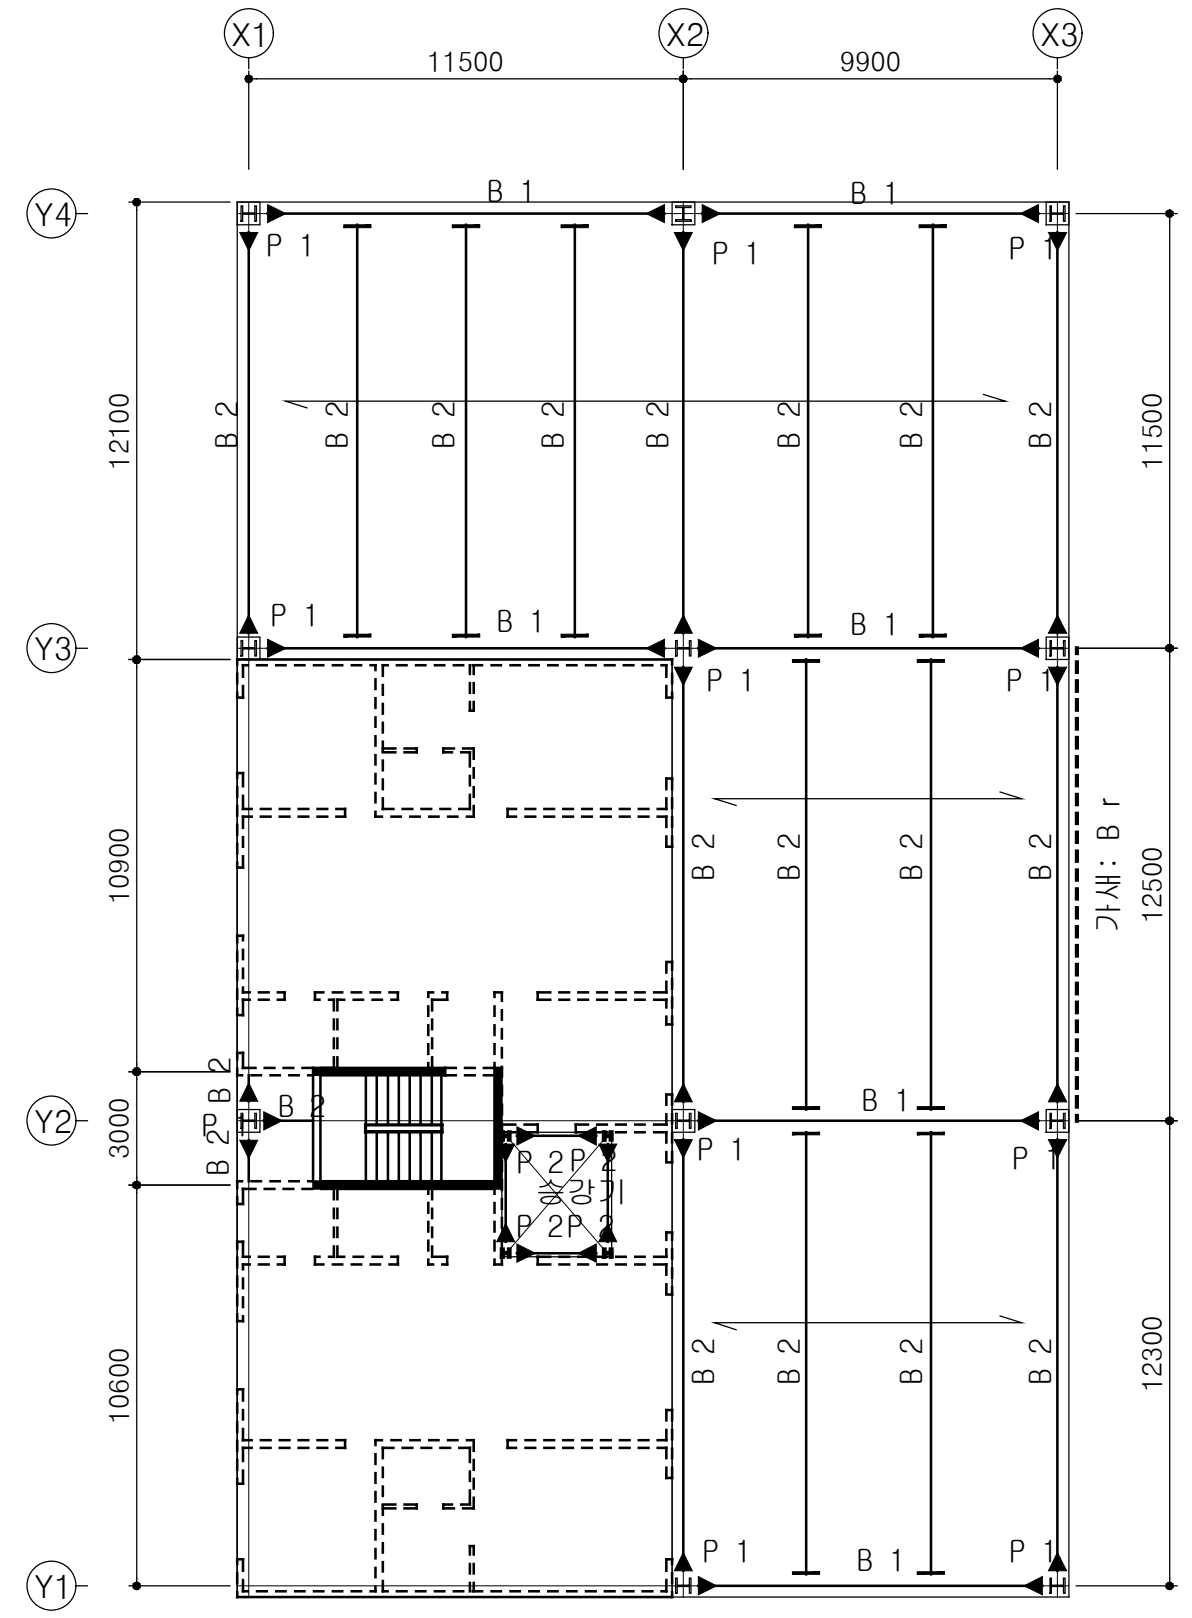 X1 X2 X3
11500 9900
B 1 B 1
Y4
P 1 P 1 P 1
12100 B 2 B 2 B 2 B 2 B 2 B 2 B 2 B 2 11500
P 1 B 1 B 1
Y3
P 1 P 1
10900 B 2 B 2 B 2 B 2 가새: B r 12500
B 2
B 2 B 1
Y2 P
3000 B 2 P 1 P 1
P 2 P 2
승강기
P 2 P 2
10600 B 2 B 2 B 2 B 2 12300
P 1 B 1 P 1
Y1